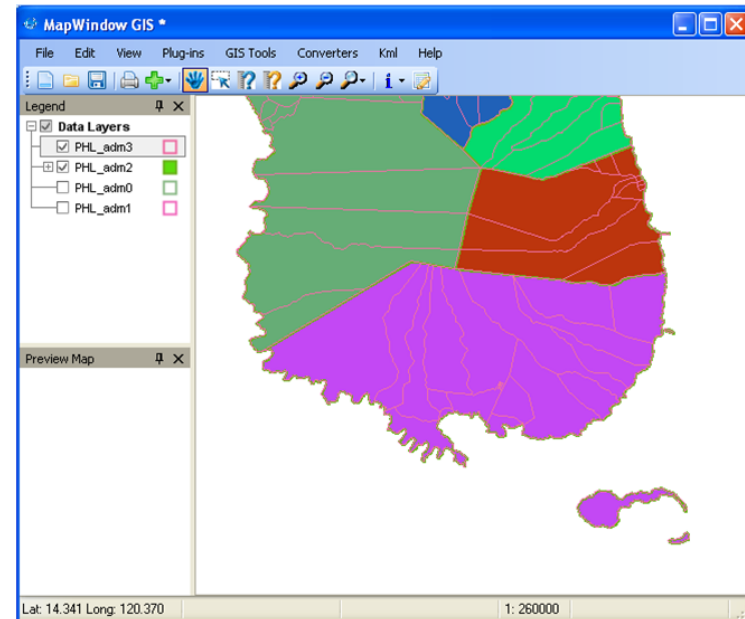 MapWindow GIS *
File Edit View Plug-ins GIS Tools Converters Kml Help
Legend
Data Layers
PHL_adm3
PHL_adm2
PHL_adm0
PHL_adm1
Preview Map
Lat: 14.341 Long: 120.370 1: 260000